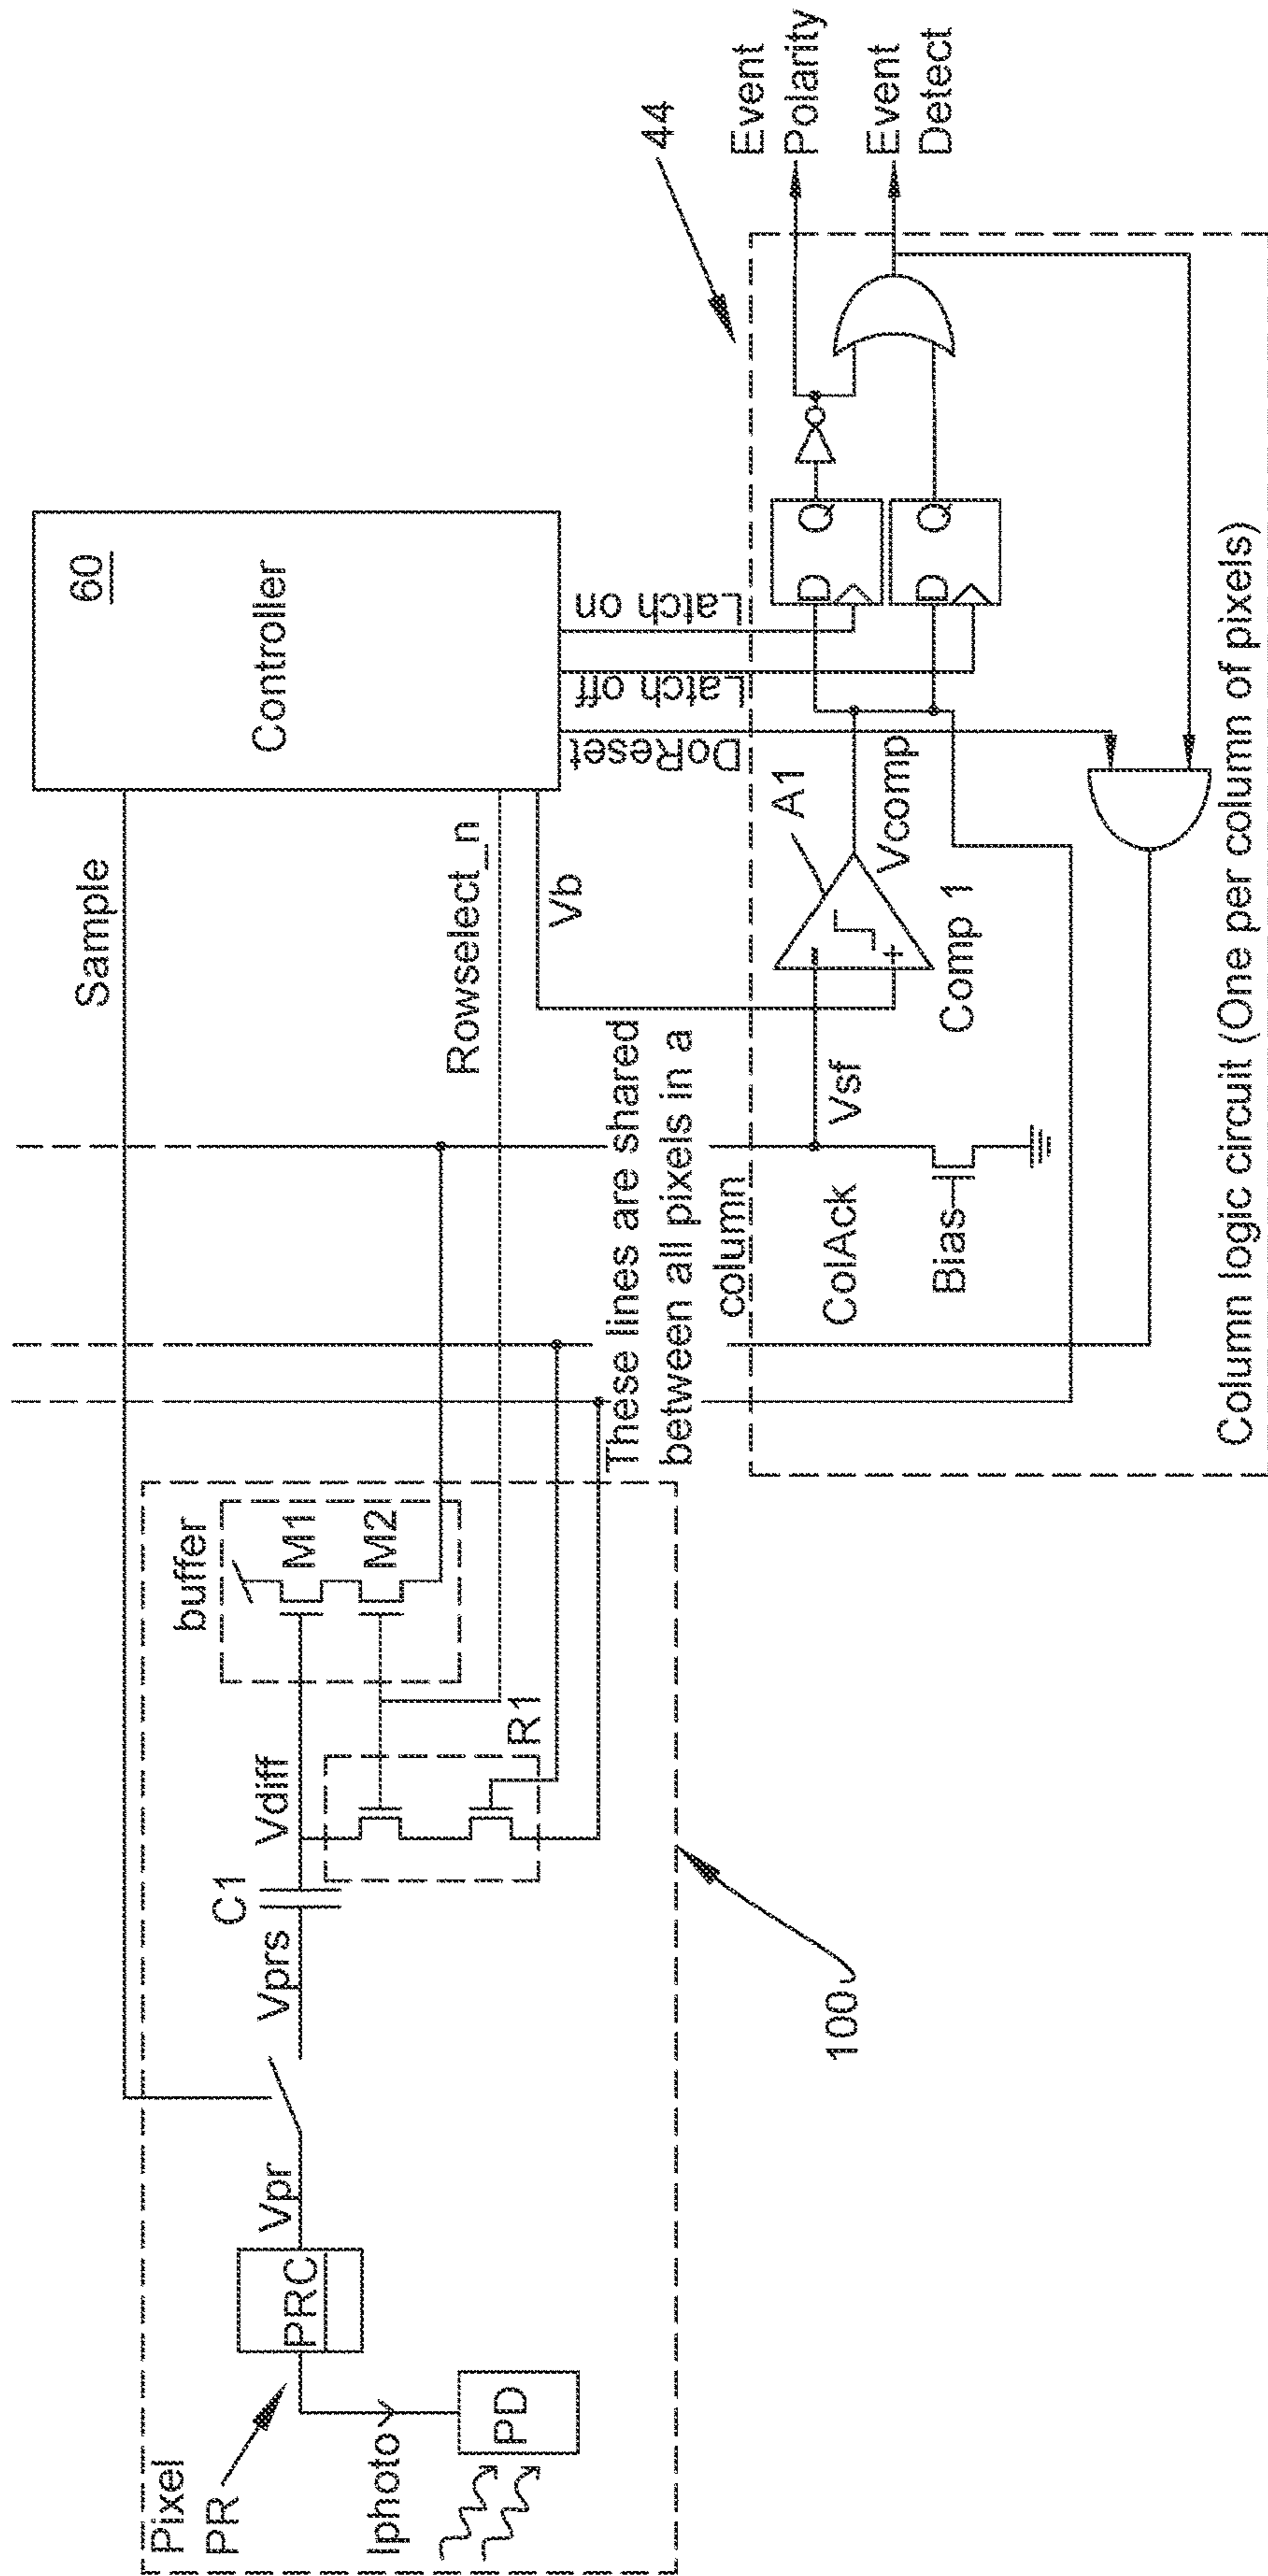 Pixel
PR
Iphoto
PD
PRC
Vpr
Vprs
C1
Vdiff
R1
buffer
M1
M2
100
Sample
Rowselect_n
Vb
60
Controller
DoReset
Latch off
Latch on
These lines are shared
between all pixels in a
column
ColAck
Bias
Vsf
- +
Comp 1
A1
Vcomp
D Q
D Q
44
Event
Polarity
Event
Detect
Column logic circuit (One per column of pixels)